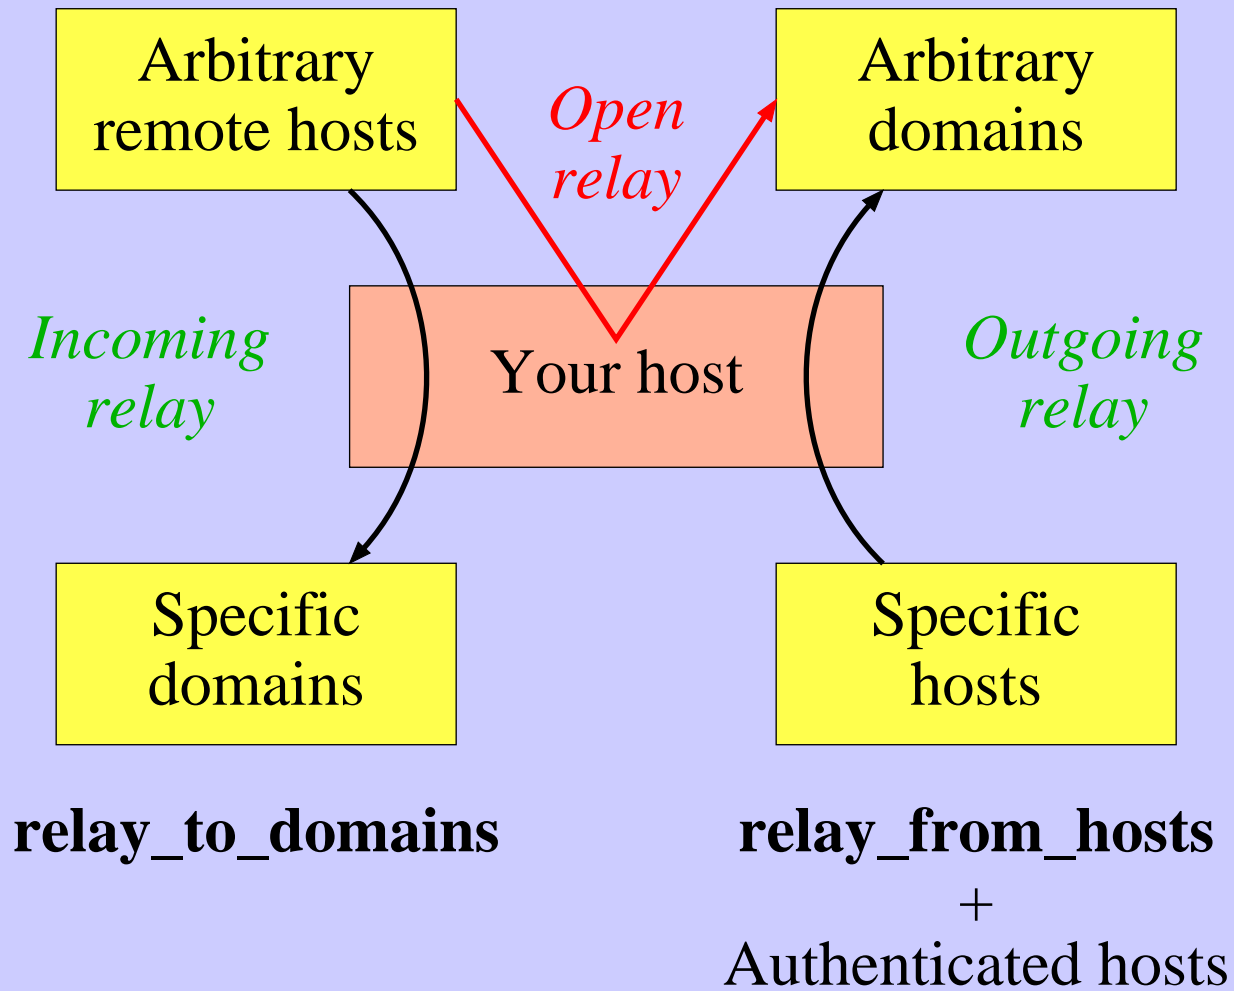 Arbitrary
remote hosts
Open
relay
Arbitrary
domains
Incoming
relay
Your host
Outgoing
relay
Specific
domains
Specific
hosts
relay_to_domains
relay_from_hosts
+
Authenticated hosts